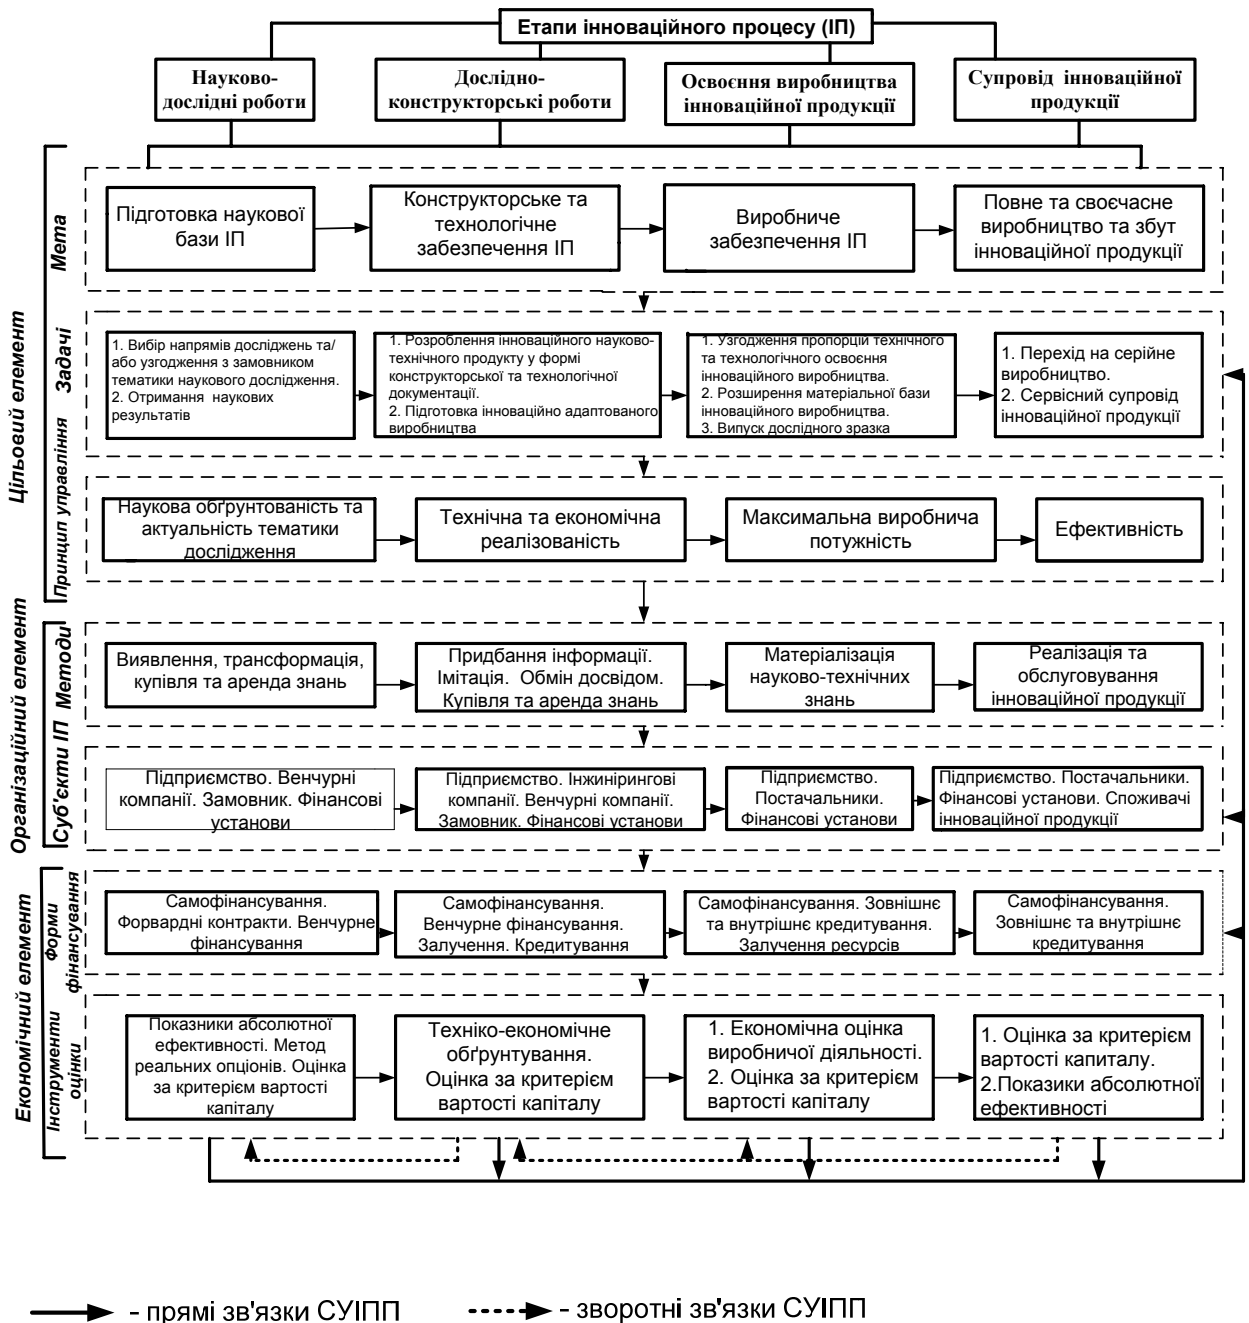 Етапи інноваційного процесу (ІП)
Науково-
дослідні роботи
Дослідно-
конструкторські роботи
Освоєння виробництва
інноваційної продукції
Супровід інноваційної
продукції
Цільовий елемент
Мета
Підготовка наукової
бази ІП
Конструкторське та
технологічне
забезпечення ІП
Виробниче
забезпечення ІП
Повне та своєчасне
виробництво та збут
інноваційної продукції
Задачі
1. Вибір напрямів досліджень та/
або узгодження з замовником
тематики наукового дослідження.
2. Отримання наукових
результатів
1. Розроблення інноваційного науково-
технічного продукту у формі
конструкторської та технологічної
документації.
2. Підготовка інноваційно адаптованого
виробництва
1. Узгодження пропорцій технічного
та технологічного освоєння
інноваційного виробництва.
2. Розширення матеріальної бази
інноваційного виробництва.
3. Випуск дослідного зразка
1. Перехід на серійне
виробництво.
2. Сервісний супровід
інноваційної продукції
Принцип управління
Наукова обґрунтованість та
актуальність тематики
дослідження
Технічна та економічна
реалізованість
Максимальна виробнича
потужність
Ефективність
Організаційний елемент
Методи
Виявлення, трансформація,
купівля та аренда знань
Придбання інформації.
Імітація. Обмін досвідом.
Купівля та аренда знань
Матеріалізація
науково-технічних
знань
Реалізація та
обслуговування
інноваційної продукції
Суб'єкти ІП
Підприємство. Венчурні
компанії. Замовник. Фінансові
установи
Підприємство. Інжинірингові
компанії. Венчурні компанії.
Замовник. Фінансові установи
Підприємство.
Постачальники.
Фінансові установи
Підприємство. Постачальники.
Фінансові установи. Споживачі
інноваційної продукції
Економічний елемент
Форми
фінансування
Самофінансування.
Форвардні контракти. Венчурне
фінансування
Самофінансування.
Венчурне фінансування.
Залучення. Кредитування
Самофінансування. Зовнішнє
та внутрішнє кредитування.
Залучення ресурсів
Самофінансування.
Зовнішнє та внутрішнє
кредитування
Інструменти
оцінки
Показники абсолютної
ефективності. Метод
реальних опціонів. Оцінка
за критерієм вартості
капіталу
Техніко-економічне
обґрунтування.
Оцінка за критерієм
вартості капіталу
1. Економічна оцінка
виробничої діяльності.
2. Оцінка за критерієм
вартості капіталу
1. Оцінка за критерієм
вартості капиталу.
2.Показики абсолютної
ефективності
- прямі зв'язки СУІПП
- зворотні зв'язки СУІПП